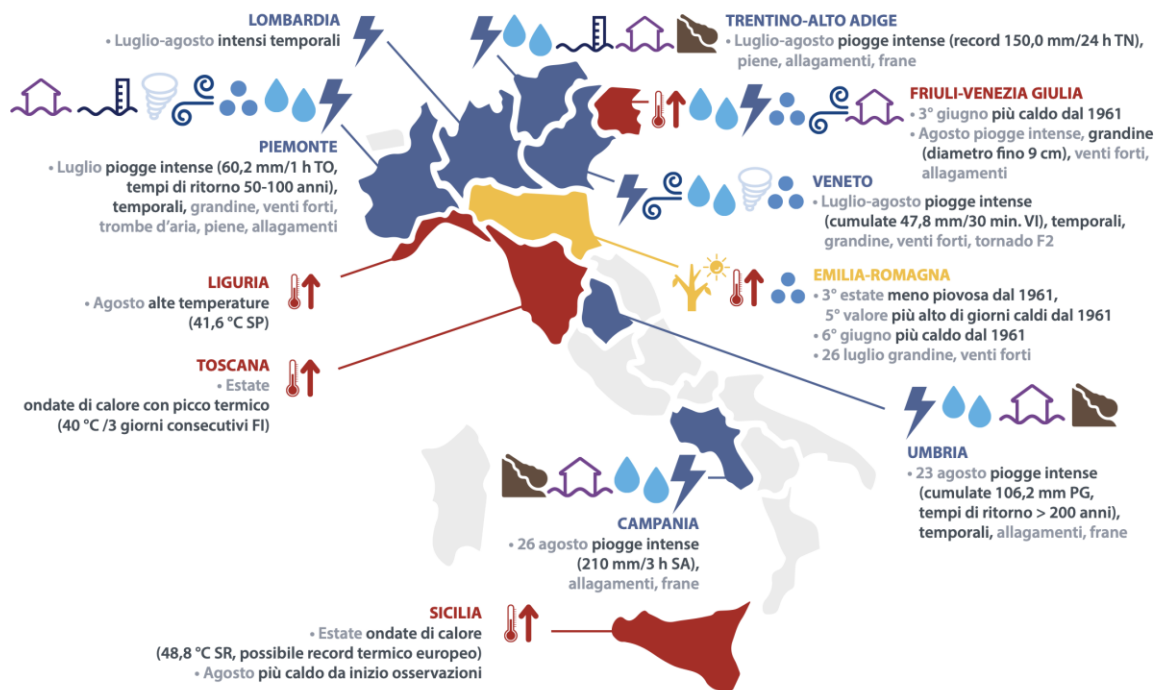 LOMBARDIA
• Luglio-agosto intensi temporali
TRENTINO-ALTO ADIGE
• Luglio-agosto piogge intense (record 150,0 mm/24 h TN),
piene, allagamenti, frane
FRIULI-VENEZIA GIULIA
• 3° giugno più caldo dal 1961
• Agosto piogge intense, grandine
(diametro fino 9 cm), venti forti,
allagamenti
PIEMONTE
• Luglio piogge intense (60,2 mm/1 h TO,
tempi di ritorno 50-100 anni),
temporali, grandine, venti forti,
trombe d'aria, piene, allagamenti
VENETO
• Luglio-agosto piogge intense
(cumulate 47,8 mm/30 min. VI), temporali,
grandine, venti forti, tornado F2
LIGURIA
• Agosto alte temperature
(41,6 °C SP)
EMILIA-ROMAGNA
• 3° estate meno piovosa dal 1961,
5° valore più alto di giorni caldi dal 1961
• 6° giugno più caldo dal 1961
• 26 luglio grandine, venti forti
TOSCANA
• Estate
ondate di calore con picco termico
(40 °C /3 giorni consecutivi FI)
UMBRIA
• 23 agosto piogge intense
(cumulate 106,2 mm PG,
tempi di ritorno > 200 anni),
temporali, allagamenti, frane
CAMPANIA
• 26 agosto piogge intense
(210 mm/3 h SA),
allagamenti, frane
SICILIA
• Estate ondate di calore
(48,8 °C SR, possibile record termico europeo)
• Agosto più caldo da inizio osservazioni